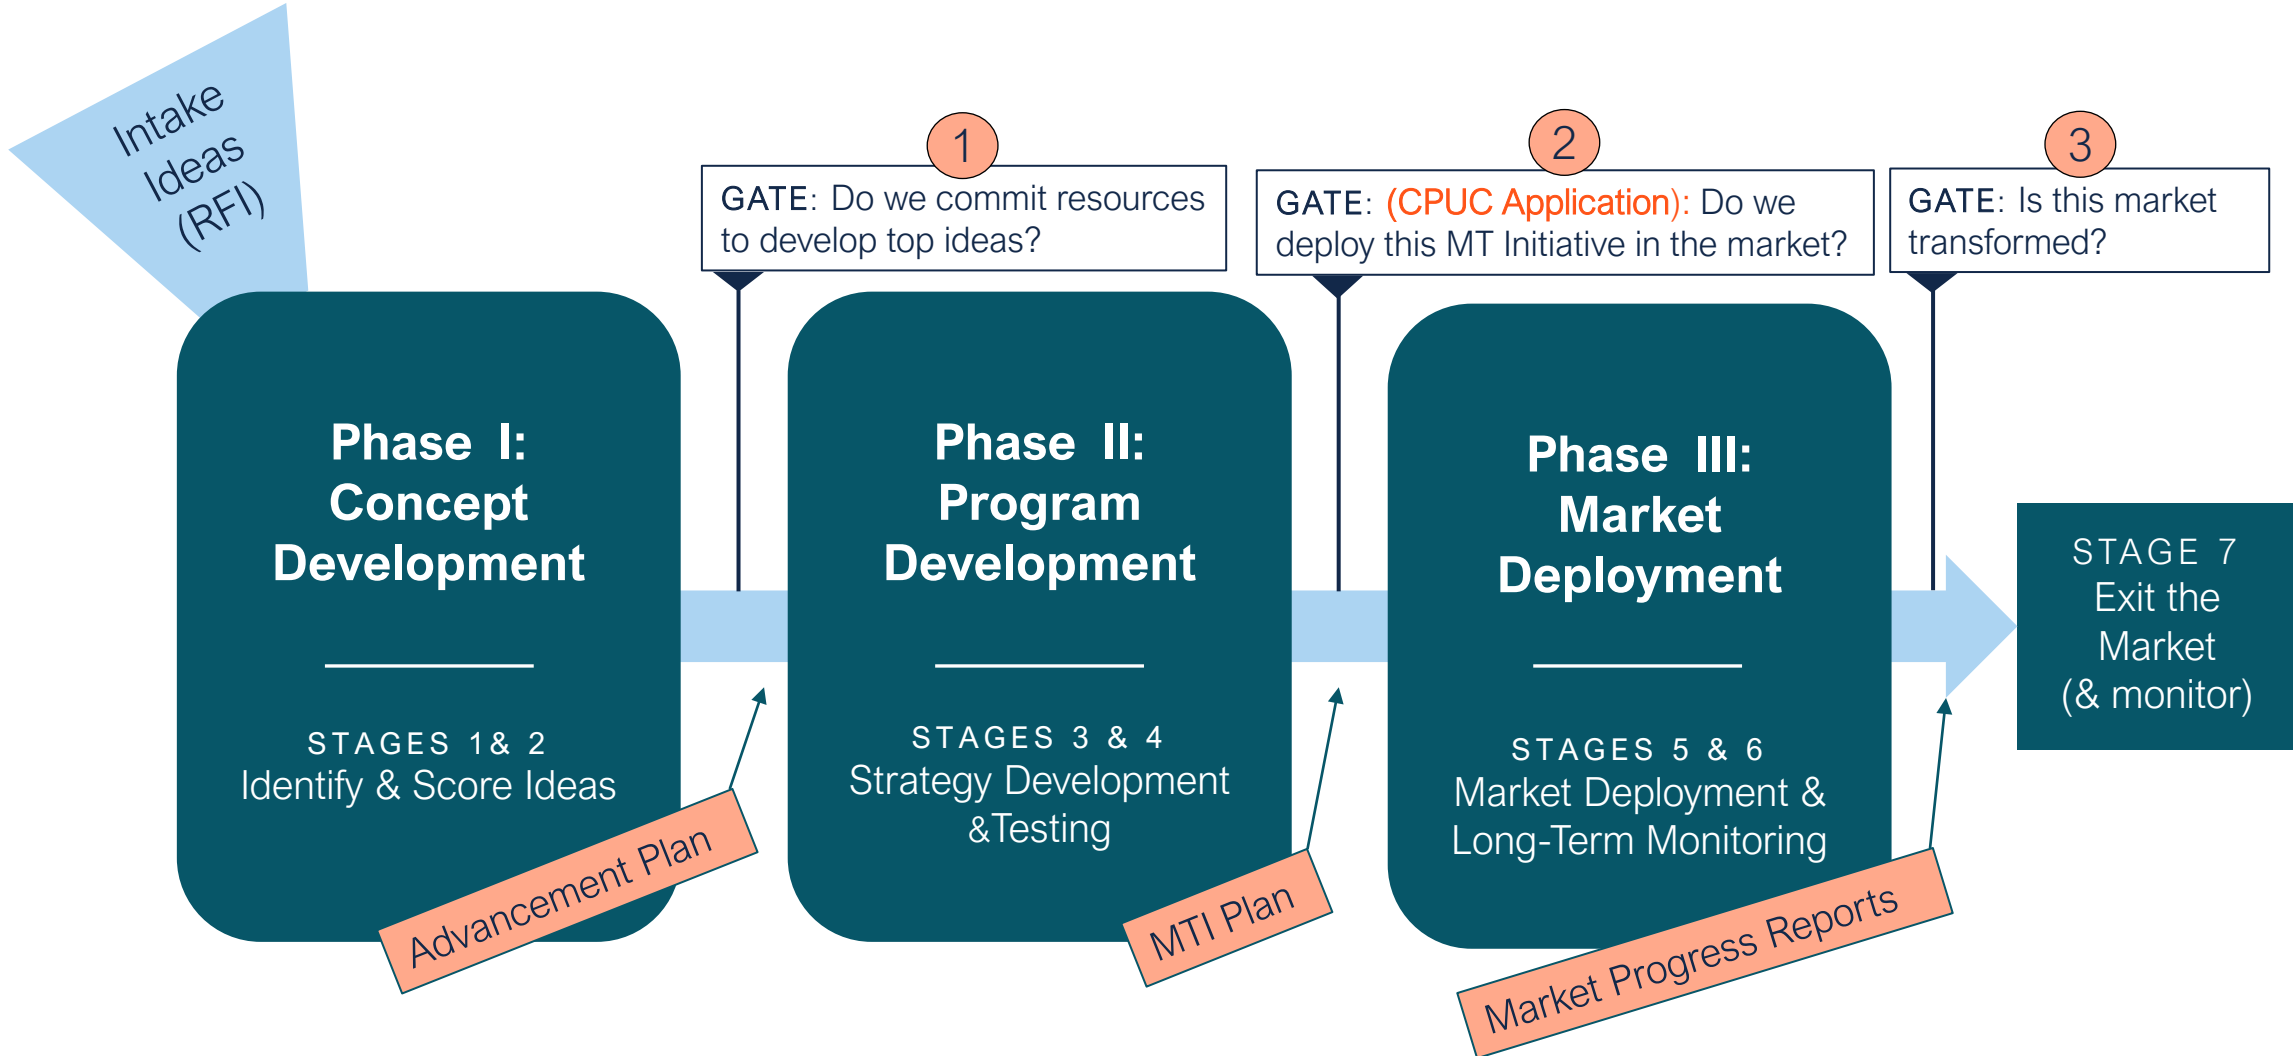 Intake
Ideas
(RFI)
1
GATE: Do we commit resources
to develop top ideas?
2
GATE: (CPUC Application): Do we
deploy this MT Initiative in the market?
3
GATE: Is this market
transformed?
Phase I:
Concept
Development
STAGES 1& 2
Identify & Score Ideas
Advancement Plan
Phase II:
Program
Development
STAGES 3 & 4
Strategy Development
&Testing
MTI Plan
Phase III:
Market
Deployment
STAGES 5 & 6
Market Deployment &
Long-Term Monitoring
Market Progress Reports
STAGE 7
Exit the
Market
(& monitor)